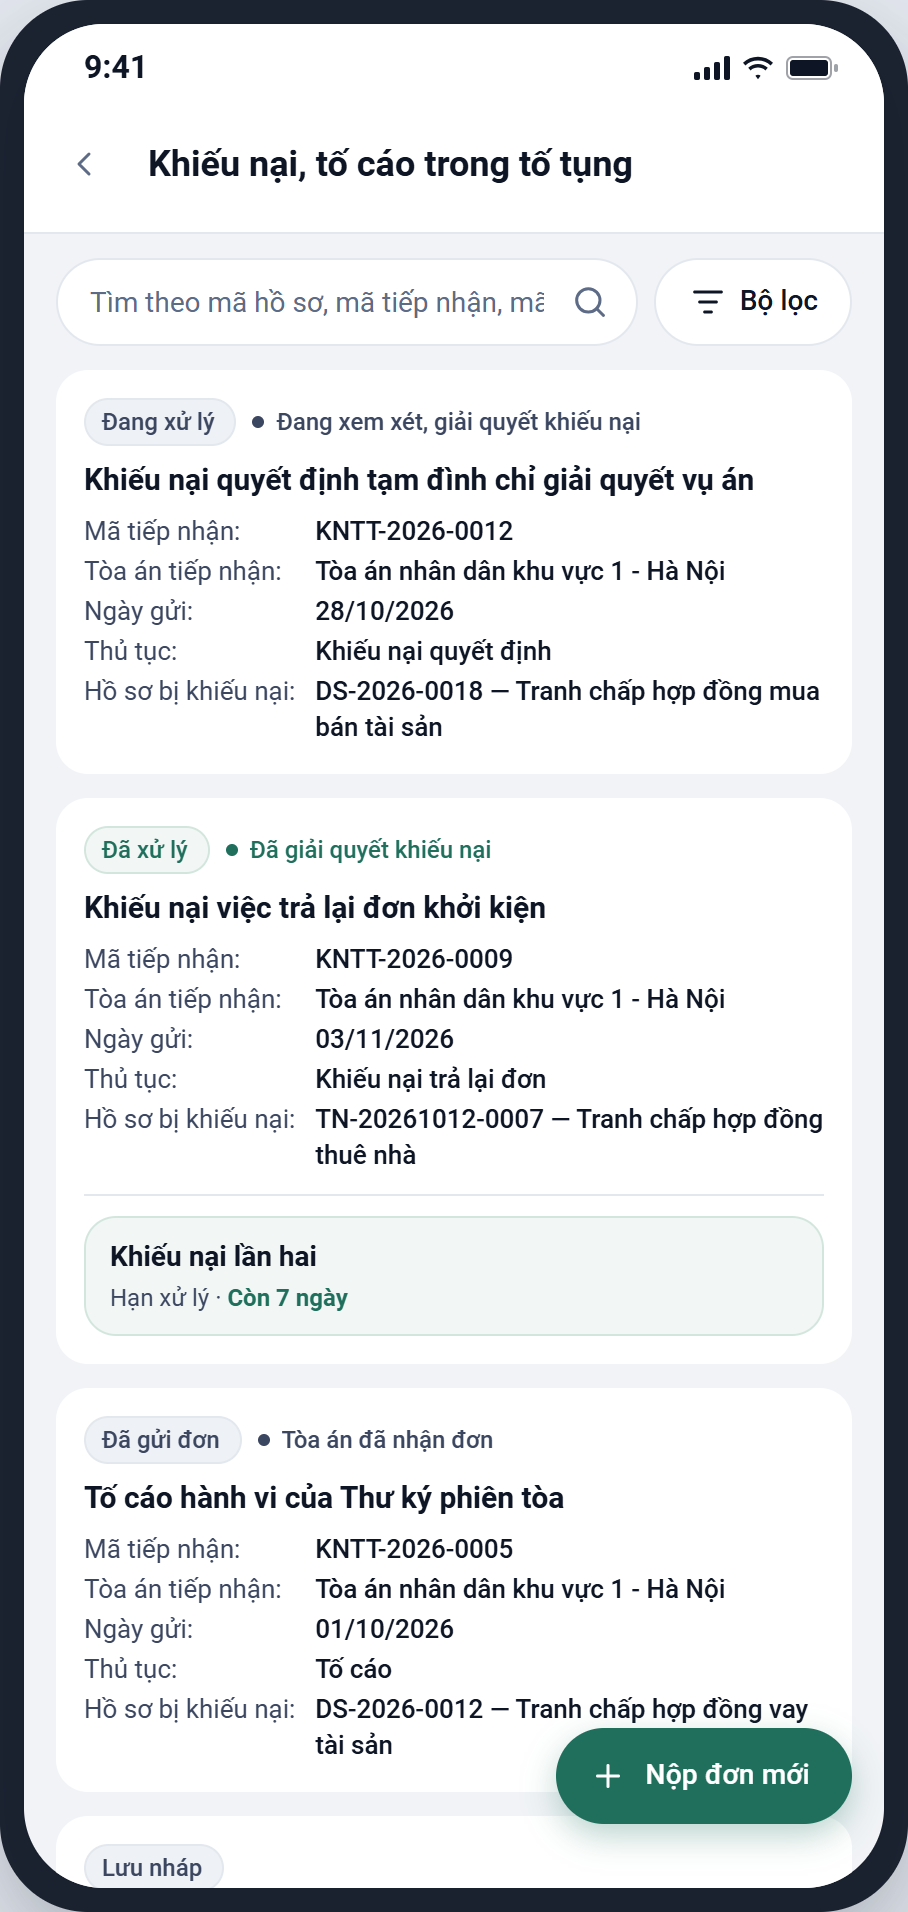 9:41
Khiếu nại, tố cáo trong tố tụng
Tìm theo mã hồ sơ, mã tiếp nhận, mã
Bộ lọc
Đang xử lý
Đang xem xét, giải quyết khiếu nại
Khiếu nại quyết định tạm đình chỉ giải quyết vụ án
Mã tiếp nhận: KNTT-2026-0012
Tòa án tiếp nhận: Tòa án nhân dân khu vực 1 - Hà Nội
Ngày gửi: 28/10/2026
Thủ tục: Khiếu nại quyết định
Hồ sơ bị khiếu nại: DS-2026-0018 — Tranh chấp hợp đồng mua
bán tài sản
Đã xử lý
Đã giải quyết khiếu nại
Khiếu nại việc trả lại đơn khởi kiện
Mã tiếp nhận: KNTT-2026-0009
Tòa án tiếp nhận: Tòa án nhân dân khu vực 1 - Hà Nội
Ngày gửi: 03/11/2026
Thủ tục: Khiếu nại trả lại đơn
Hồ sơ bị khiếu nại: TN-20261012-0007 — Tranh chấp hợp đồng
thuê nhà
Khiếu nại lần hai
Hạn xử lý · Còn 7 ngày
Đã gửi đơn
Tòa án đã nhận đơn
Tố cáo hành vi của Thư ký phiên tòa
Mã tiếp nhận: KNTT-2026-0005
Tòa án tiếp nhận: Tòa án nhân dân khu vực 1 - Hà Nội
Ngày gửi: 01/10/2026
Thủ tục: Tố cáo
Hồ sơ bị khiếu nại: DS-2026-0012 — Tranh chấp hợp đồng vay
tài sản
Nộp đơn mới
Lưu nháp